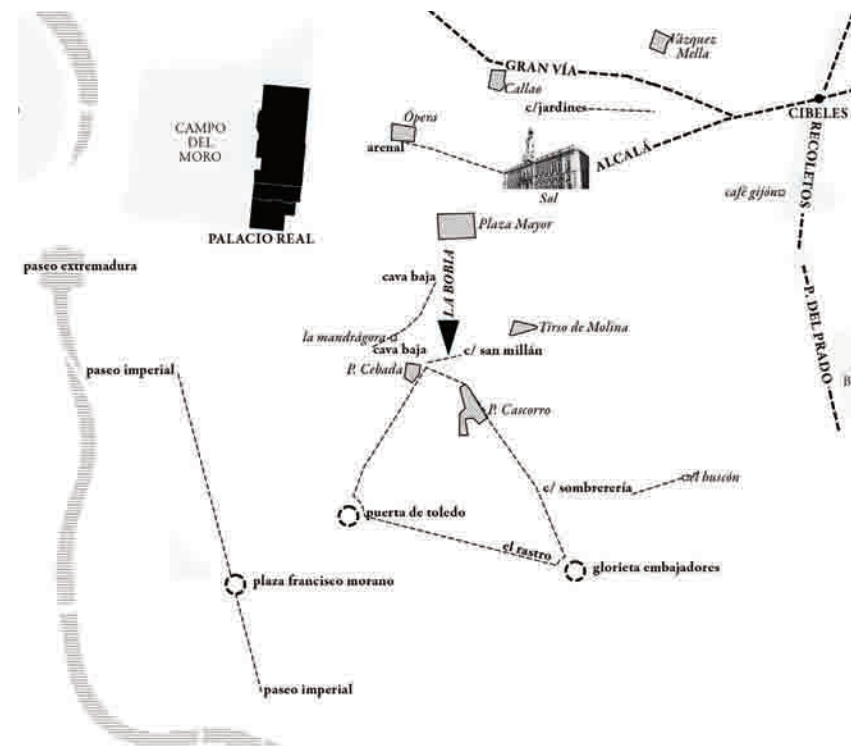 Vázquez
Mella
GRAN VÍA
Callao
c/jardines
CIBELES
Ópera
arenal
ALCALÁ
RECOLETOS
CAMPO
DEL
MORO
Sol
café gijón
Plaza Mayor
PALACIO REAL
paseo extremadura
cava baja
LA BOBIA
P. DEL PRADO
Tirso de Molina
la mandrágora
cava baja
c/ san millán
paseo imperial
P. Cebada
B
P. Cascorro
el buscón
c/ sombrerería
puerta de toledo
el rastro
glorieta embajadores
plaza francisco morano
paseo imperial